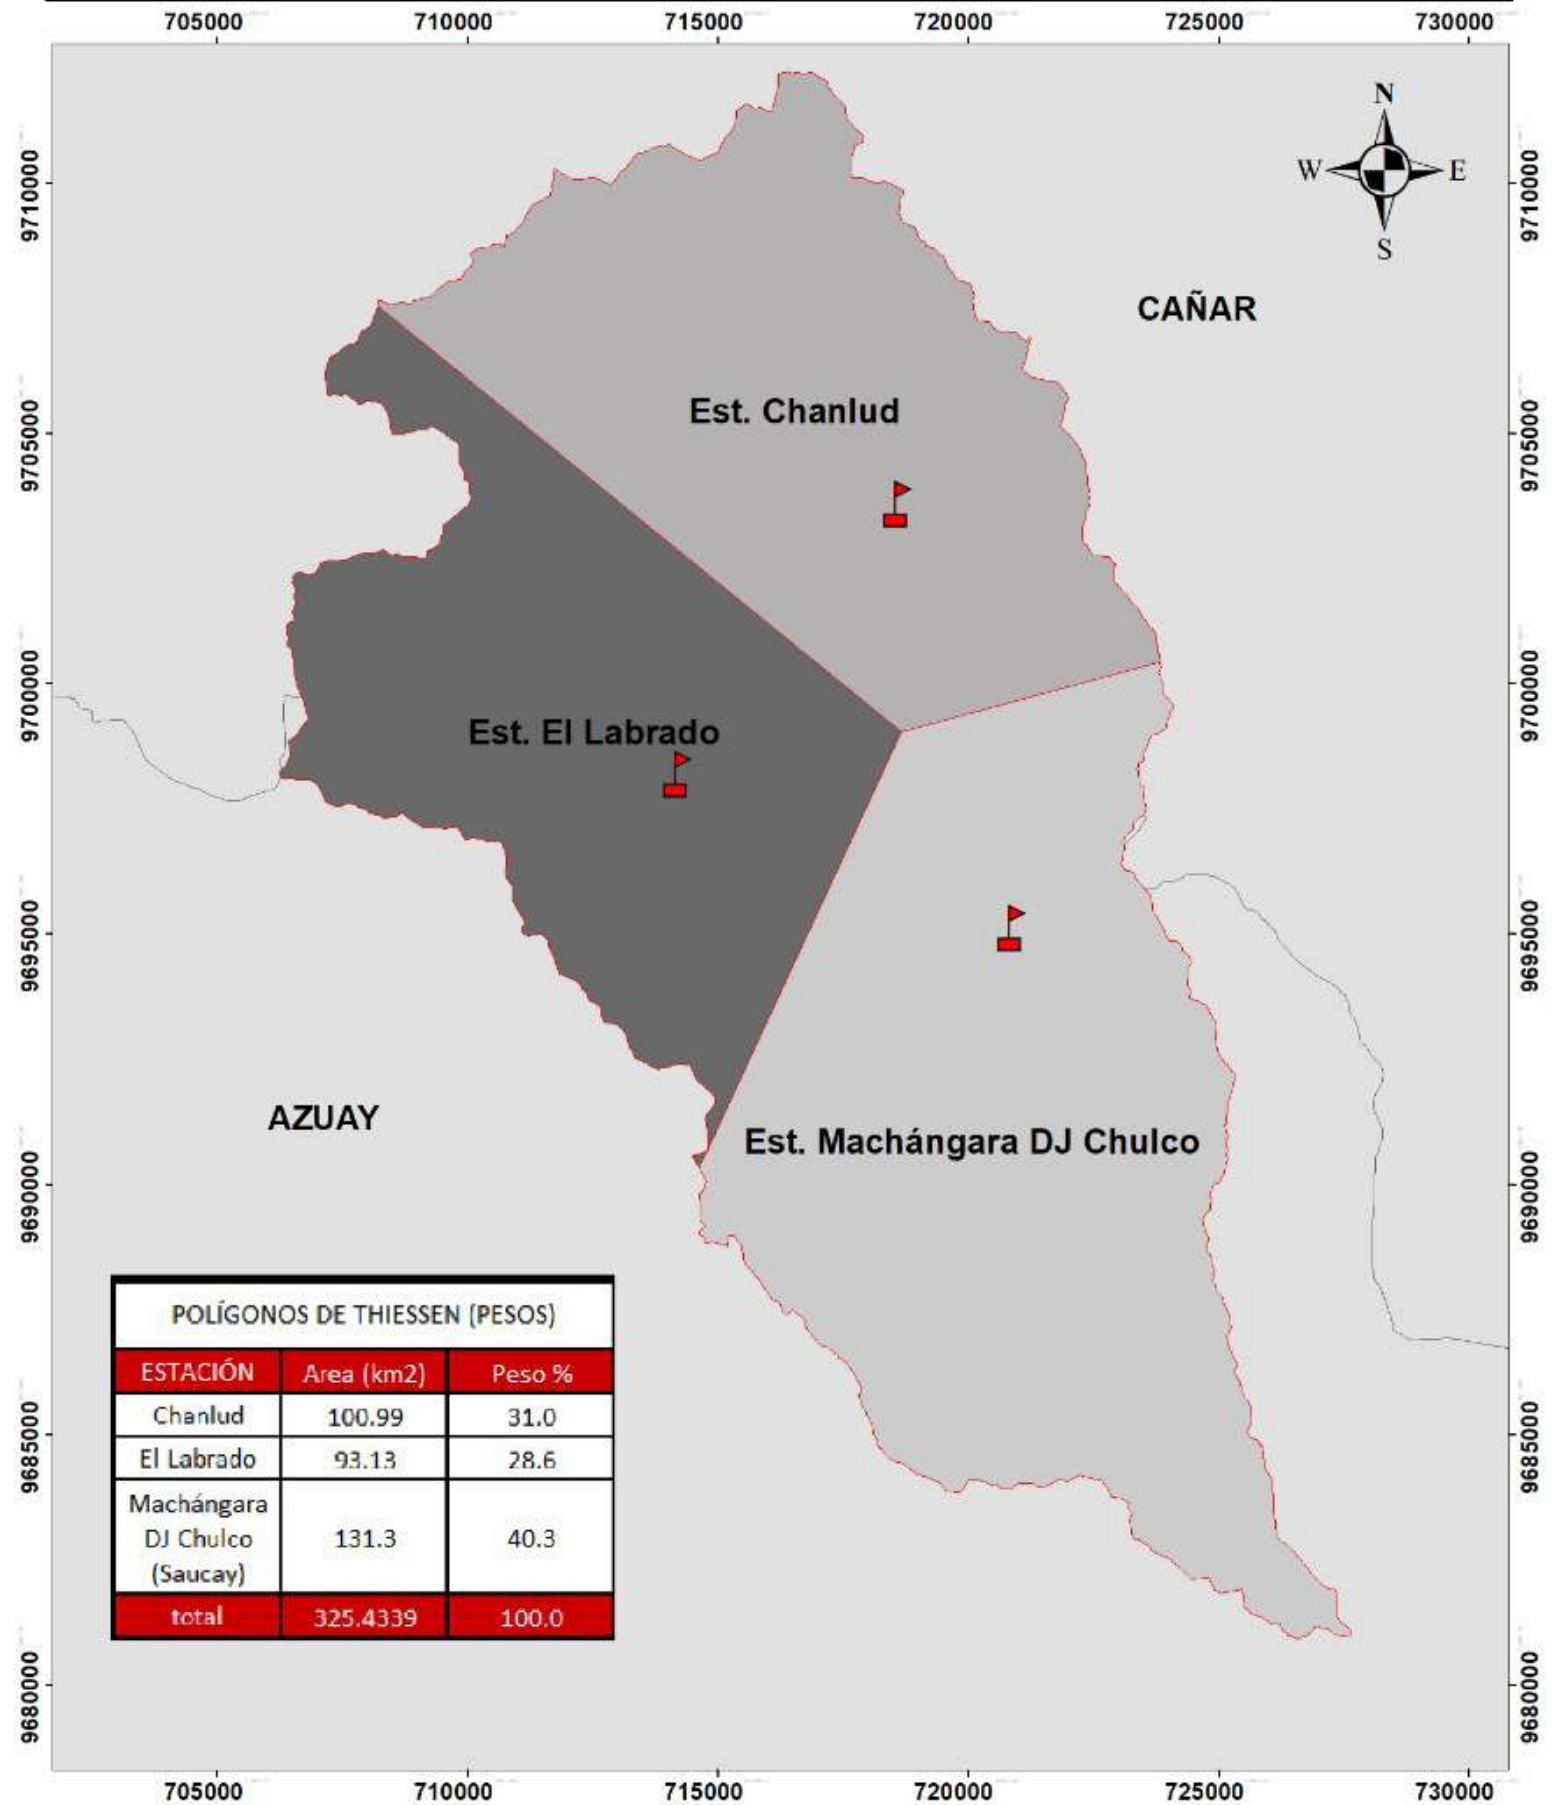 705000 710000 715000 720000 725000 730000
N
W E
S
9710000 9710000
CAÑAR
Est. Chanlud
9705000 9705000
9700000 9700000
Est. El Labrado
9695000 9695000
AZUAY
Est. Machángara DJ Chulco
9690000 9690000
POLÍGONOS DE THIESSEN (PESOS)
ESTACIÓN Area (km2) Peso %
Chanlud 100.99 31.0
El Labrado 93.13 28.6
Machángara
DJ Chulco 131.3 40.3
(Saucay)
total 325.4339 100.0
9685000 9685000
9680000 9680000
705000 710000 715000 720000 725000 730000